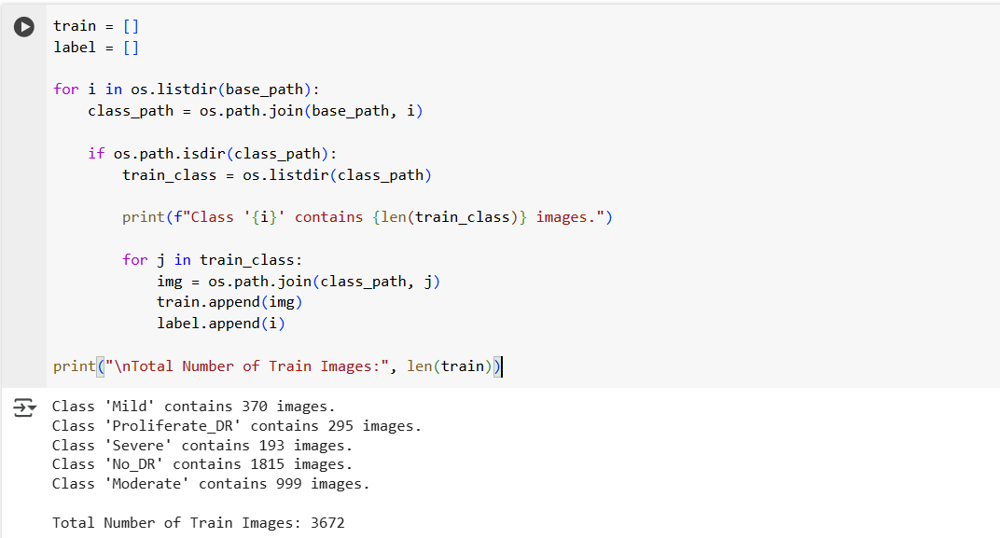 train = []
label = []
for i in os.listdir(base_path):
class_path = os.path.join(base_path, i)
if os.path.isdir(class_path):
train_class = os.listdir(class_path)
print(f"Class '{i}' contains {len(train_class)} images.")
for j in train_class:
img = os.path.join(class_path, j)
train.append(img)
label.append(i)
print("\nTotal Number of Train Images:", len(train))
Class 'Mild' contains 370 images.
Class 'Proliferate_DR' contains 295 images.
Class 'Severe' contains 193 images.
Class 'No_DR' contains 1815 images.
Class 'Moderate' contains 999 images.
Total Number of Train Images: 3672